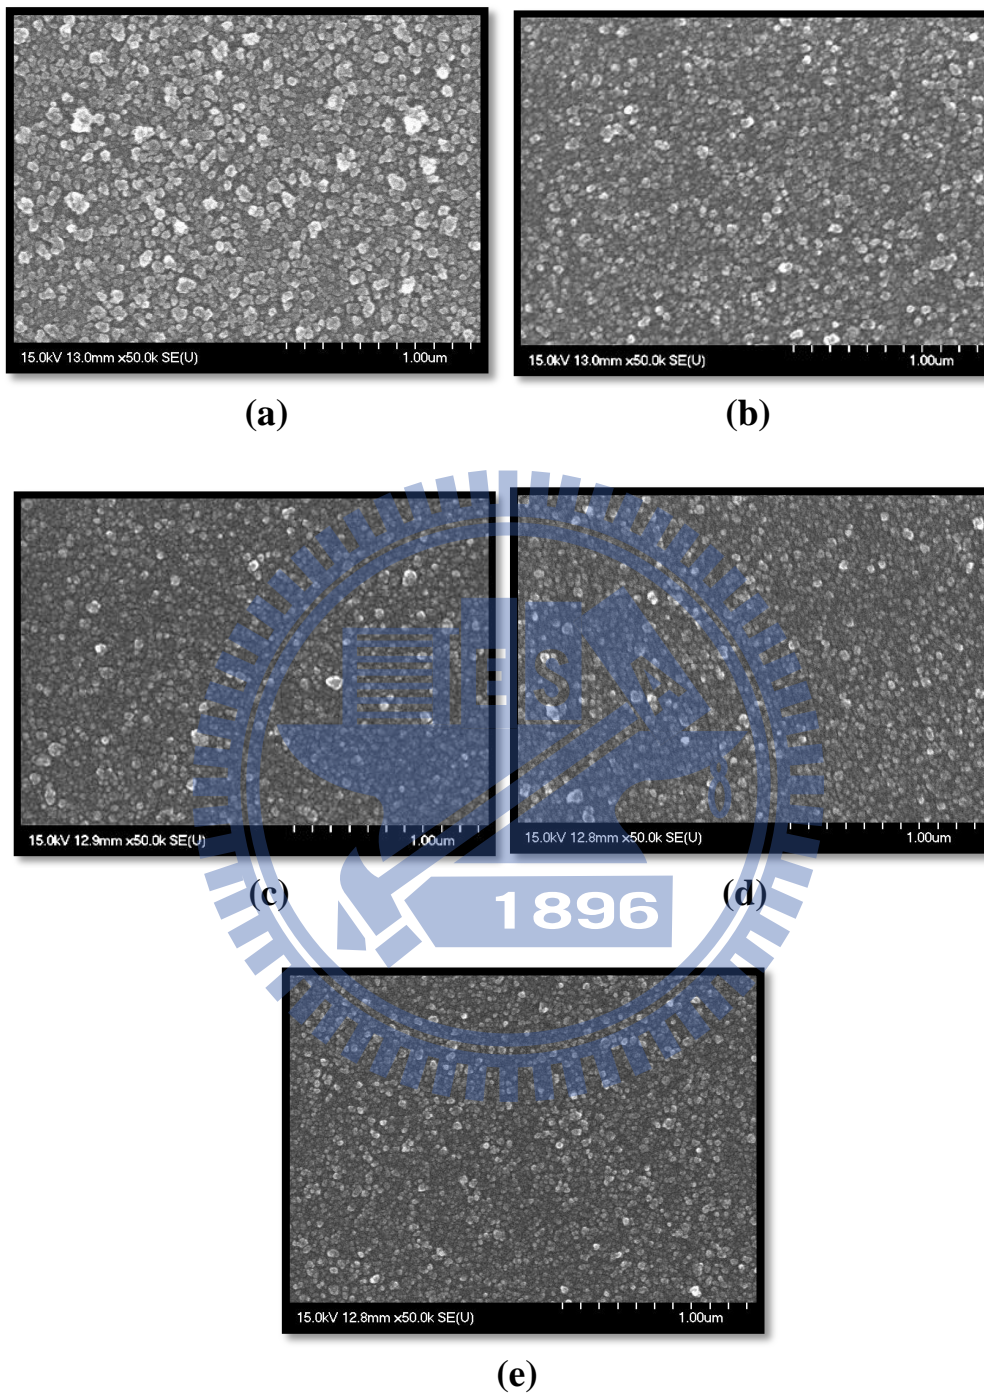 15.0kV 13.0mm x50.0k SE(U) 1.00um
15.0kV 13.0mm x50.0k SE(U) 1.00um
(a)
(b)
ES
15.0kV 12.9mm x50.0k SE(U) 1.00um
15.0kV 12.8mm x50.0k SE(U) 1.00um
(c)
(d)
1896
15.0kV 12.8mm x50.0k SE(U) 1.00um
(e)